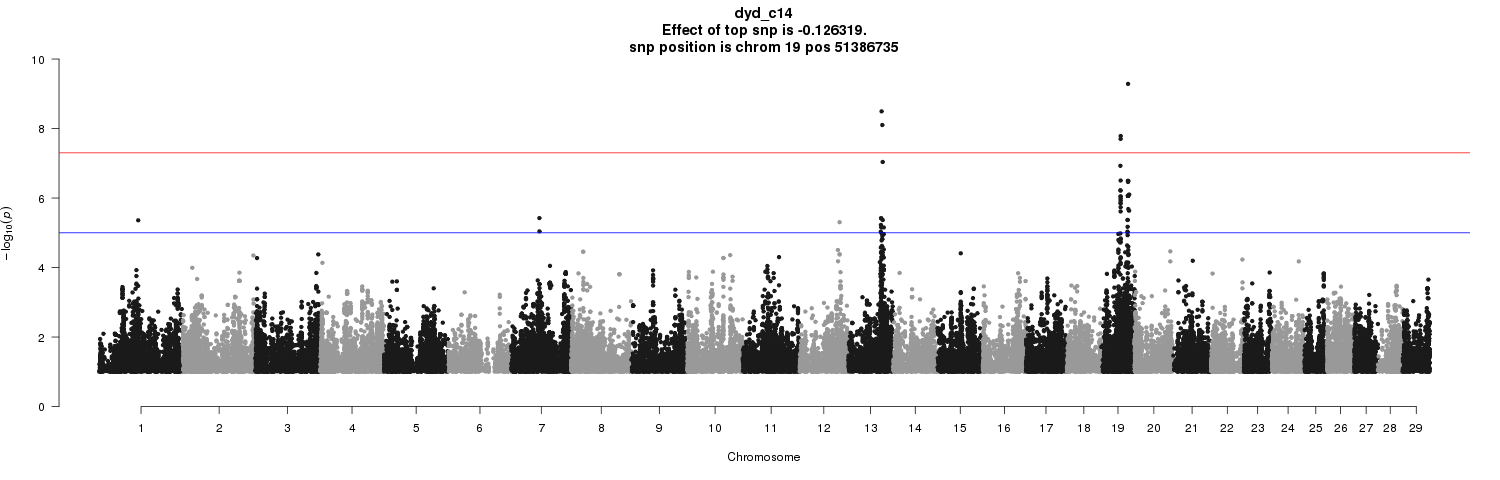 dyd_c14
Effect of top snp is -0.126319.
snp position is chrom 19 pos 51386735
10
8
6
4
2
0
−log10(p)
1 2 3 4 5 6 7 8 9 10 11 12 13 14 15 16 17 18 19 20 21 22 23 24 25 26 27 28 29
Chromosome